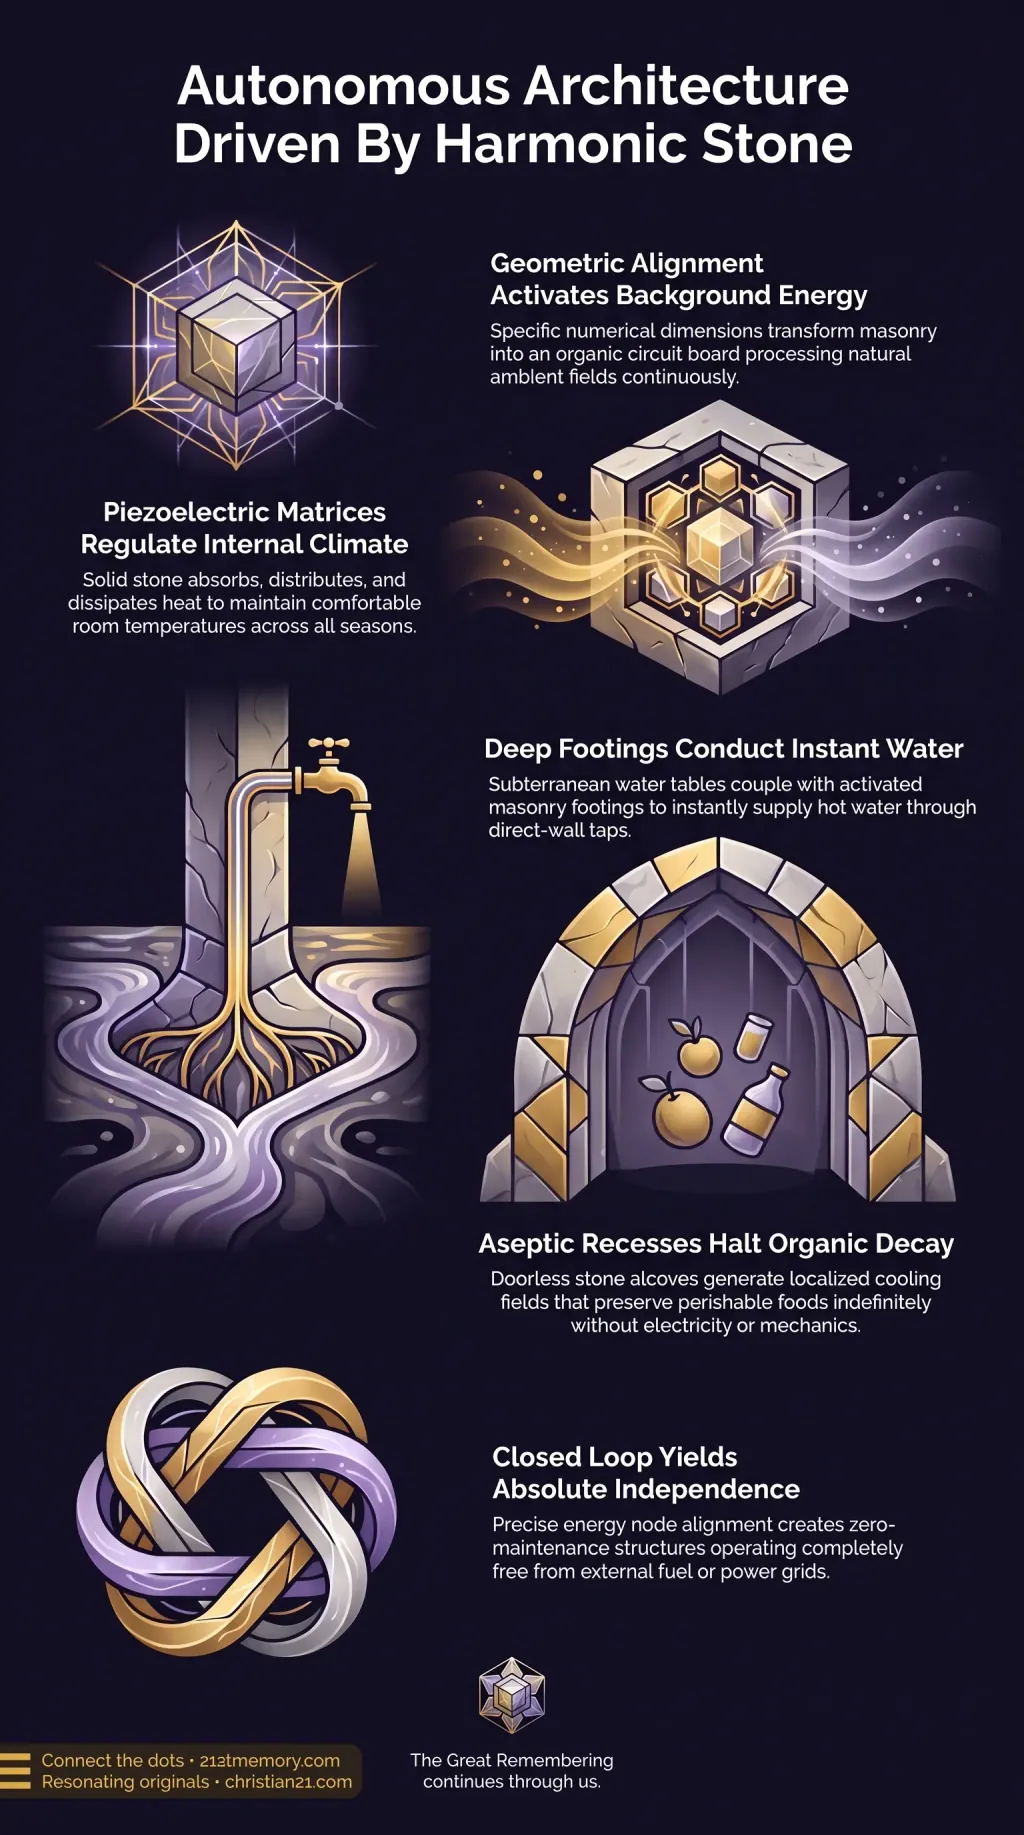 Autonomous Architecture
Driven By Harmonic Stone
Geometric Alignment
Activates Background Energy
Specific numerical dimensions transform masonry
into an organic circuit board processing natural
ambient fields continuously.
Piezoelectric Matrices
Regulate Internal Climate
Solid stone absorbs, distributes, and
dissipates heat to maintain comfortable
room temperatures across all seasons.
Deep Footings Conduct Instant Water
Subterranean water tables couple with activated
masonry footings to instantly supply hot water through
direct-wall taps.
Aseptic Recesses Halt Organic Decay
Doorless stone alcoves generate localized cooling
fields that preserve perishable foods indefinitely
without electricity or mechanics.
Closed Loop Yields
Absolute Independence
Precise energy node alignment creates zero-
maintenance structures operating completely
free from external fuel or power grids.
Connect the dots • 21stmemory.com
Resonating originals • christian21.com
The Great Remembering
continues through us.